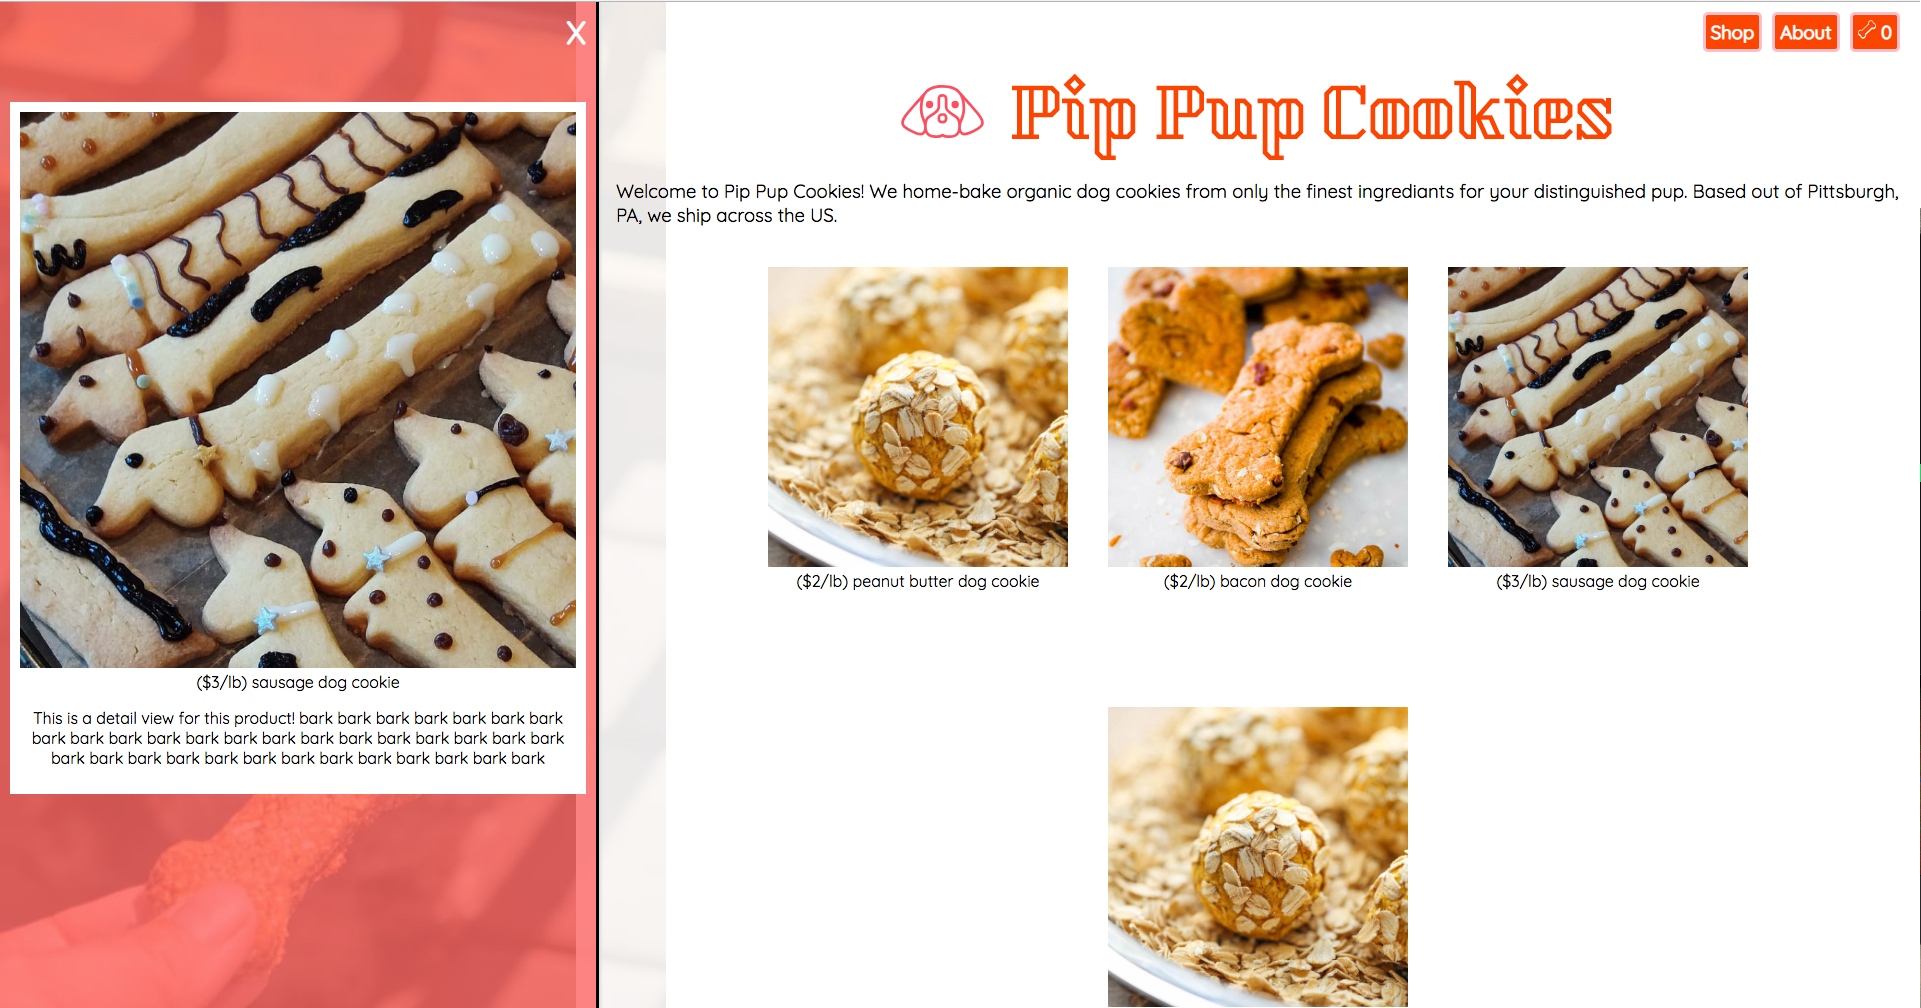 X
($3/lb) sausage dog cookie
This is a detail view for this product! bark bark bark bark bark bark bark
bark bark bark bark bark bark bark bark bark bark bark bark bark bark
bark bark bark bark bark bark bark bark bark bark bark bark bark
Shop
About
0
Pip Pup Cookies
Welcome to Pip Pup Cookies! We home-bake organic dog cookies from only the finest ingrediants for your distinguished pup. Based out of Pittsburgh,
PA, we ship across the US.
($2/lb) peanut butter dog cookie
($2/lb) bacon dog cookie
($3/lb) sausage dog cookie